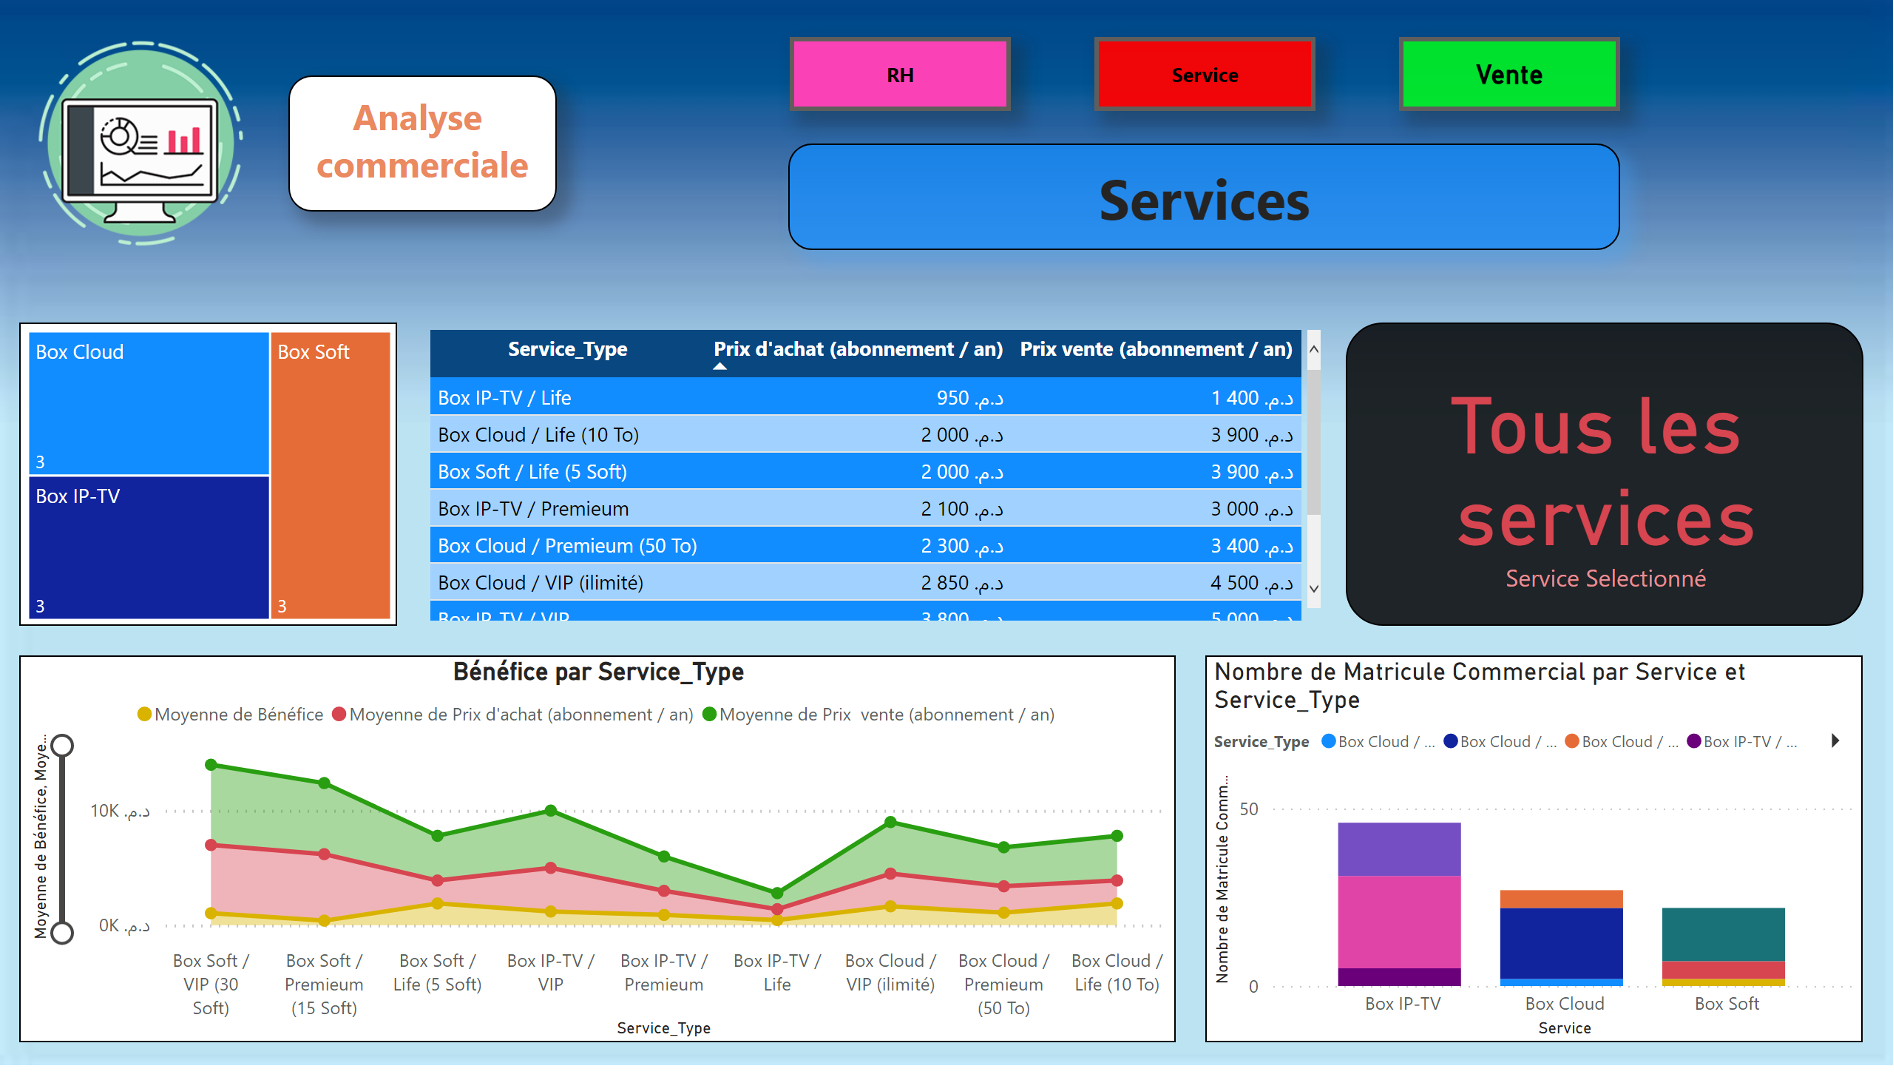 RH
Service
Vente
Analyse
commerciale
Services
Box Cloud
3
Box Soft
3
Box IP-TV
3
Service_Type Prix d'achat (abonnement / an) Prix vente (abonnement / an)
Box IP-TV / Life 950 د.م. 1 400 د.م.
Box Cloud / Life (10 To) 2 000 د.م. 3 900 د.م.
Box Soft / Life (5 Soft) 2 000 د.م. 3 900 د.م.
Box IP-TV / Premieum 2 100 د.م. 3 000 د.م.
Box Cloud / Premieum (50 To) 2 300 د.م. 3 400 د.م.
Box Cloud / VIP (ilimité) 2 850 د.م. 4 500 د.م.
Box IP-TV / VIP 3 800 د.م. 5 000 د.م.
Tous les
services
Service Selectionné
Bénéfice par Service_Type
Moyenne de Bénéfice Moyenne de Prix d'achat (abonnement / an) Moyenne de Prix vente (abonnement / an)
Moyenne de Bénéfice, Moye...
10K د.م.
0K د.م.
Box Soft / VIP (30 Soft)
Box Soft / Premieum (15 Soft)
Box Soft / Life (5 Soft)
Box IP-TV / VIP
Box IP-TV / Premieum
Box IP-TV / Life
Box Cloud / VIP (ilimité)
Box Cloud / Premieum (50 To)
Box Cloud / Life (10 To)
Service_Type
Nombre de Matricule Commercial par Service et
Service_Type
Service_Type Box Cloud / ... Box Cloud / ... Box Cloud / ... Box IP-TV / ...
Nombre de Matricule Comm...
50
0
Box IP-TV Box Cloud Box Soft
Service